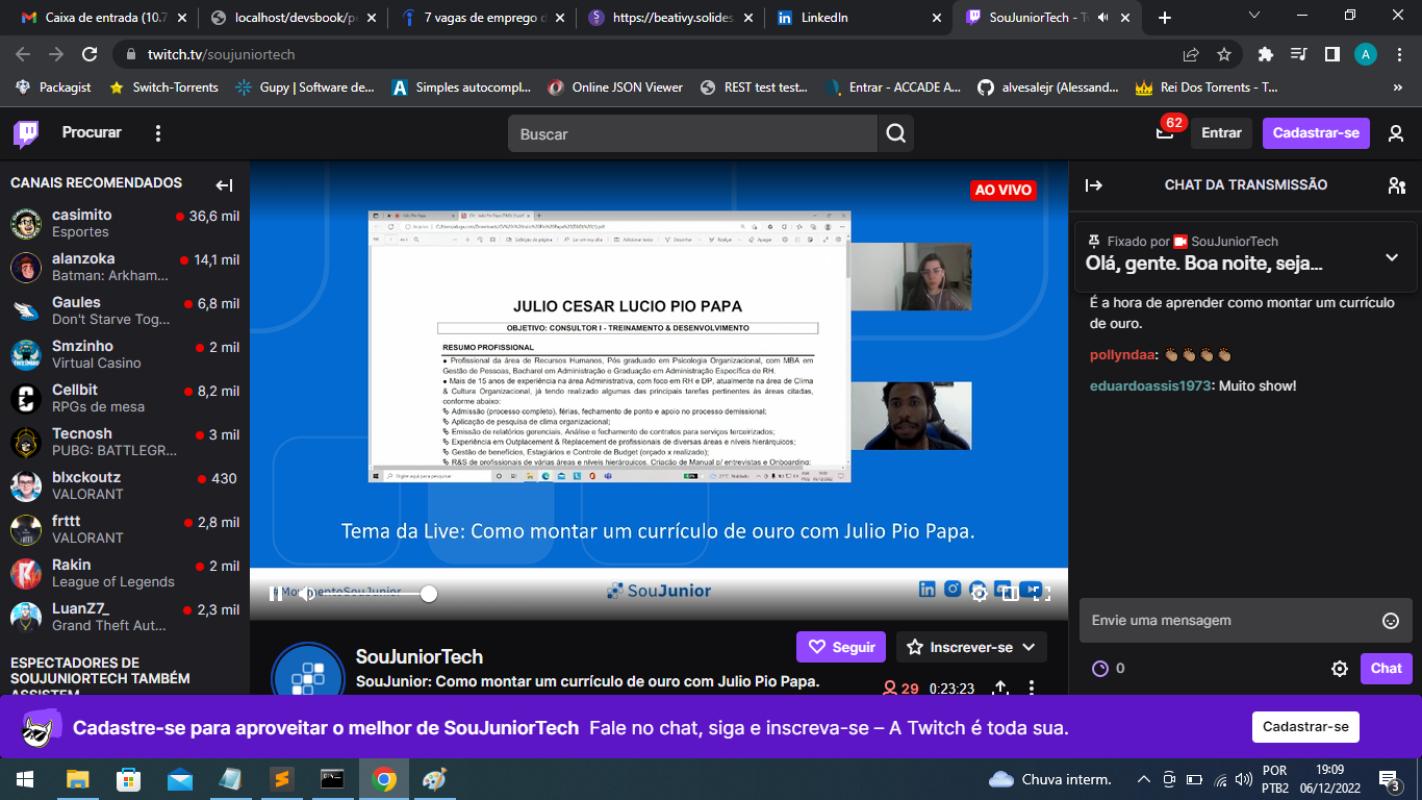 Caixa de entrada (10.7
localhost/devsbook/pe
7 vagas de emprego d
https://beativy.solides
LinkedIn
SouJuniorTech - Tw
twitch.tv/soujuniortech
A
Packagist
Switch-Torrents
Gupy | Software de...
Simples autocompl...
Online JSON Viewer
REST test test...
Entrar - ACCADE A...
alvesalejr (Alessand...
Rei Dos Torrents - T...
»
Procurar
Buscar
62
Entrar
Cadastrar-se
CANAIS RECOMENDADOS
casimito
36,6 mil
Esportes
alanzoka
14,1 mil
Batman: Arkham...
Gaules
6,8 mil
Don't Starve Tog...
Smzinho
2 mil
Virtual Casino
Cellbit
8,2 mil
RPGs de mesa
Tecnosh
3 mil
PUBG: BATTLEGR...
blxckoutz
430
VALORANT
frttt
2,8 mil
VALORANT
Rakin
2 mil
League of Legends
LuanZ7_
2,3 mil
Grand Theft Aut...
ESPECTADORES DE
SOUJUNIORTECH TAMBÉM
ASSISTEM
AO VIVO
JULIO CESAR LUCIO PIO PAPA
OBJETIVO: CONSULTOR I - TREINAMENTO & DESENVOLVIMENTO
RESUMO PROFISSIONAL
● Profissional da área de Recursos Humanos, Pós graduado em Psicologia Organizacional, com MBA em
Gestão de Pessoas, Bacharel em Administração e Graduação em Administração Específica de RH.
● Mais de 15 anos de experiência na área Administrativa, com foco em RH e DP, atualmente na área de Clima
& Cultura Organizacional, já tendo realizado algumas das principais tarefas pertinentes às áreas citadas,
conforme abaixo:
Admissão (processo completo), férias, fechamento de ponto e apoio no processo demissional;
Aplicação de pesquisa de clima organizacional;
Emissão de relatórios gerenciais, Análise e fechamento de contratos para serviços terceirizados;
Experiência em Outplacement & Replacement de profissionais de diversas áreas e níveis hierárquicos;
Gestão de benefícios, Estagiários e Controle de Budget (orçado x realizado);
R&S de profissionais de várias áreas e níveis hierárquicos, Criação de Manual p/ entrevistas e Onboarding;
Tema da Live: Como montar um currículo de ouro com Julio Pio Papa.
#MovimentoSouJunior
SouJunior
SouJuniorTech
SouJunior: Como montar um currículo de ouro com Julio Pio Papa.
Seguir
Inscrever-se
29
0:23:23
CHAT DA TRANSMISSÃO
Fixado por SouJuniorTech
Olá, gente. Boa noite, seja...
É a hora de aprender como montar um currículo
de ouro.
pollyndaa: 👏🏽👏🏽👏🏽👏🏽
eduardoassis1973: Muito show!
Envie uma mensagem
0
Chat
Cadastre-se para aproveitar o melhor de SouJuniorTech Fale no chat, siga e inscreva-se – A Twitch é toda sua.
Cadastrar-se
Chuva interm.
POR
PTB2
19:09
06/12/2022
3